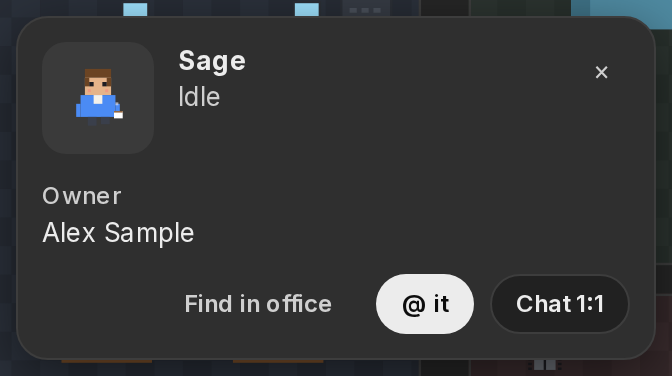 Sage
Idle
×
Owner
Alex Sample
Find in office
@ it
Chat 1:1